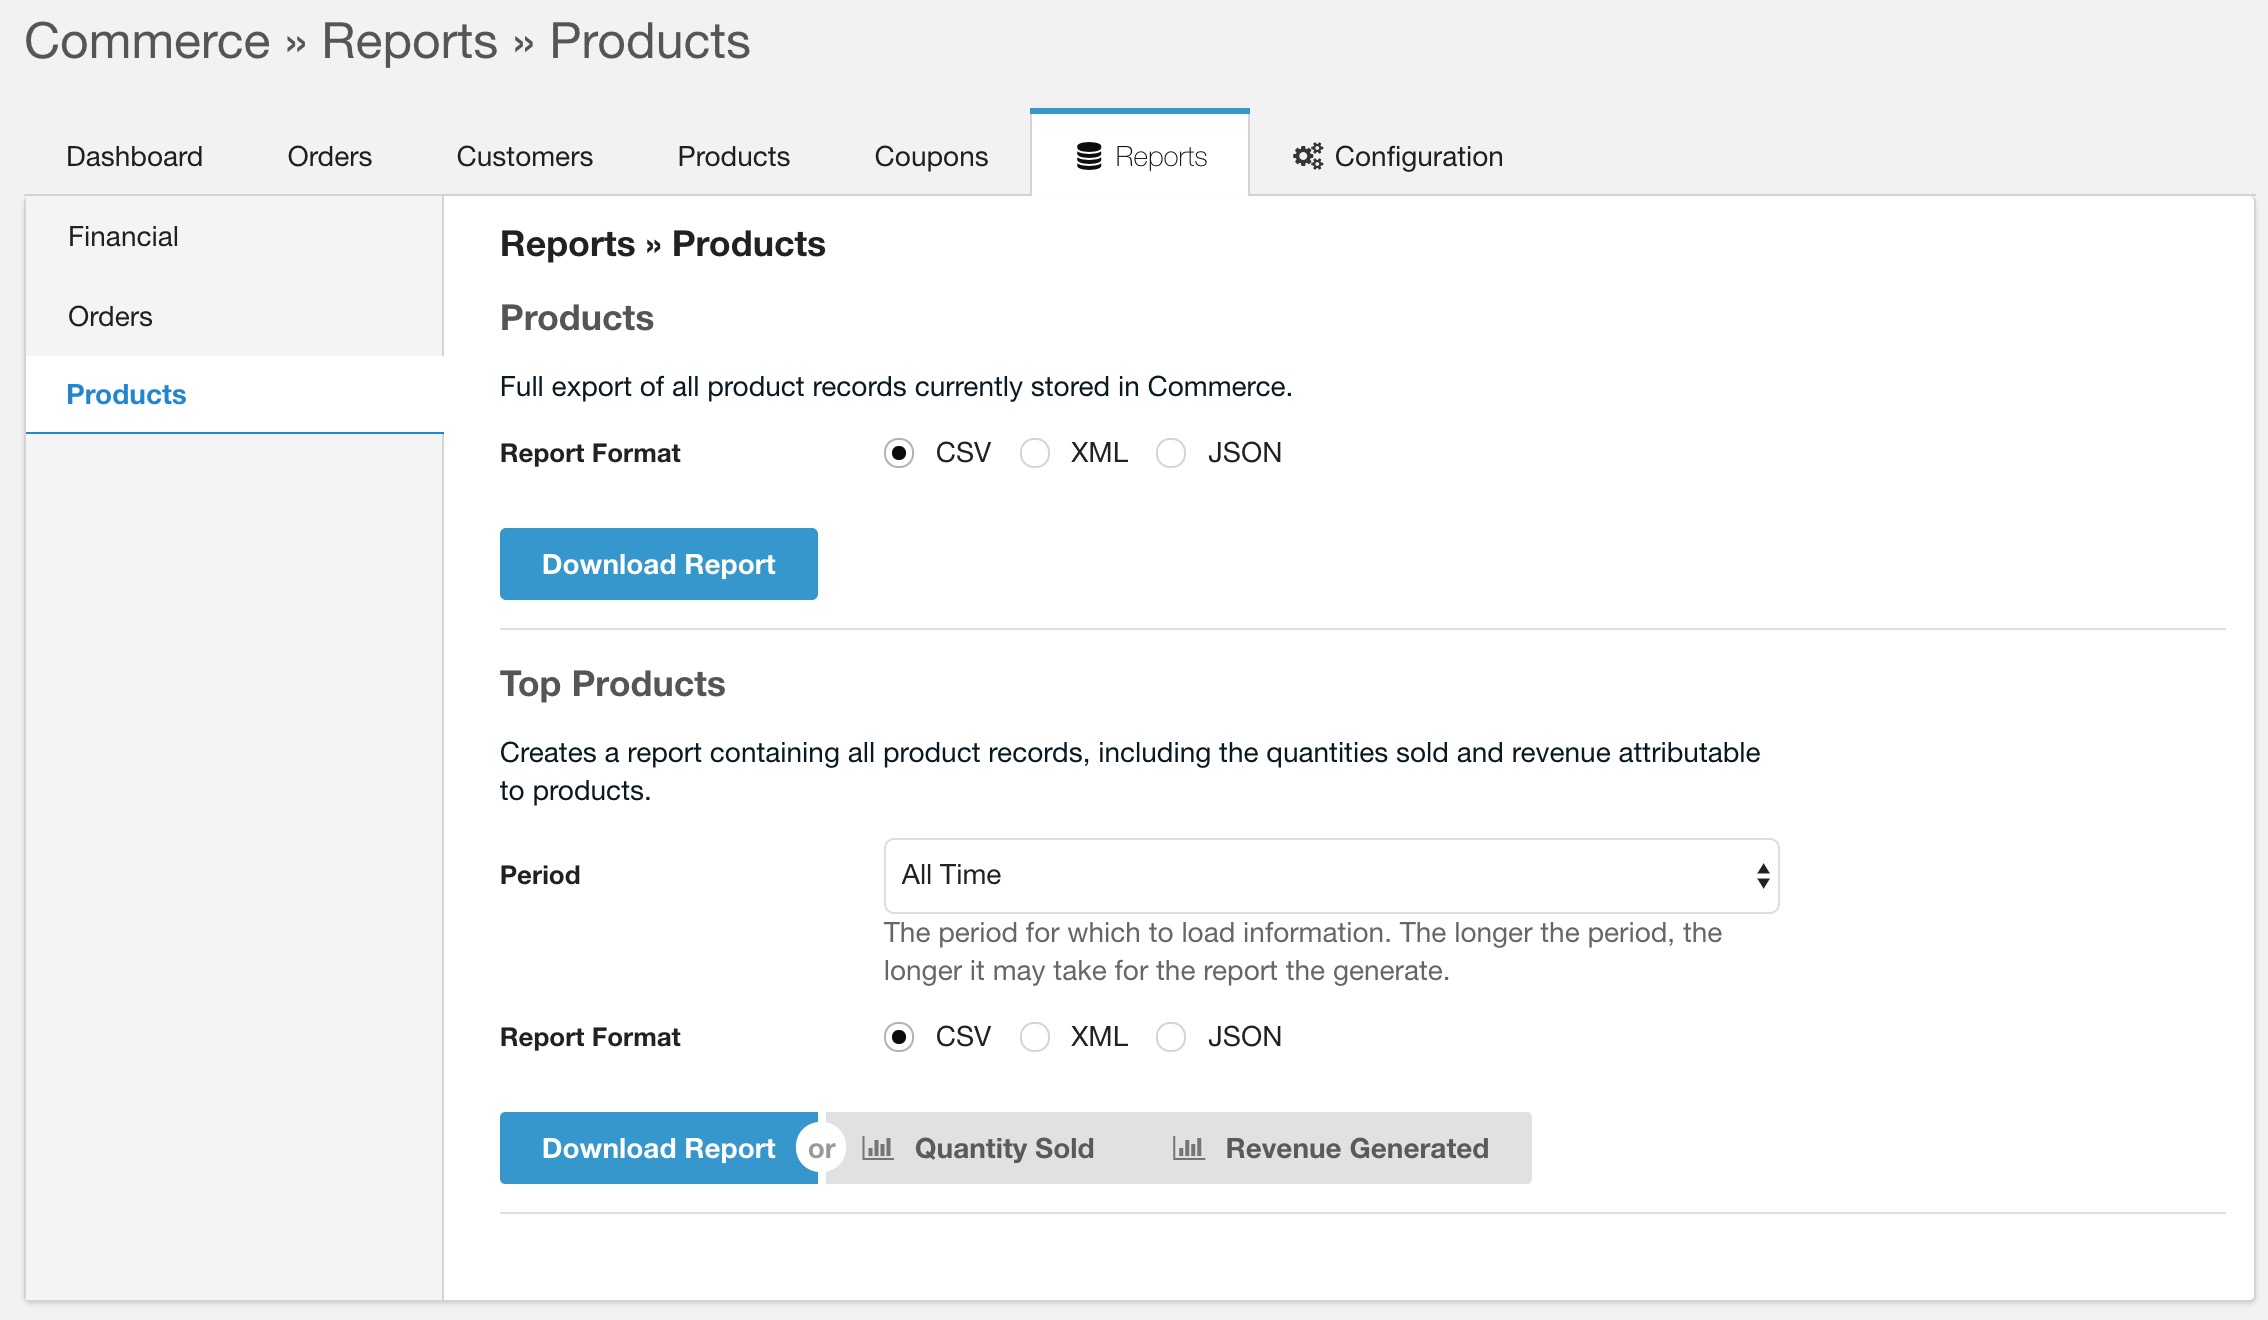 Commerce » Reports » Products
Dashboard Orders Customers Products Coupons Reports Configuration
Financial
Orders
Products
Reports » Products
Products
Full export of all product records currently stored in Commerce.
Report Format CSV XML JSON
Download Report
Top Products
Creates a report containing all product records, including the quantities sold and revenue attributable
to products.
Period All Time
The period for which to load information. The longer the period, the
longer it may take for the report the generate.
Report Format CSV XML JSON
Download Report or Quantity Sold Revenue Generated